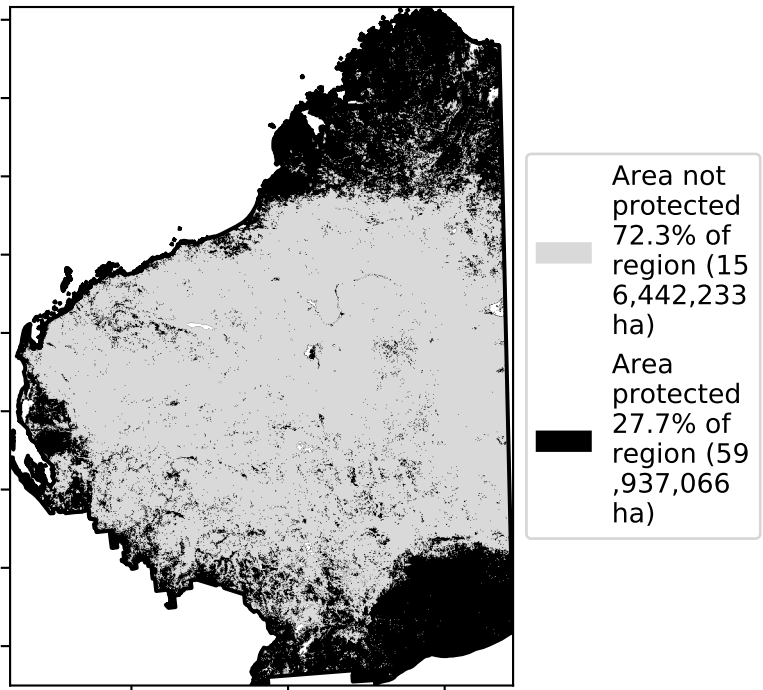 Area not
protected
72.3% of
region (15
6,442,233
ha)
Area
protected
27.7% of
region (59
,937,066
ha)